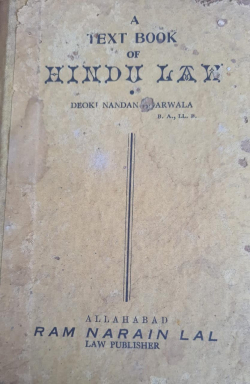 A
TEXT BOOK
OF
HINDU LAW
DEOKI NANDAN
B. A., LL. B.
ALLAHABAD
RAM NARAIN LAL
LAW PUBLISHER